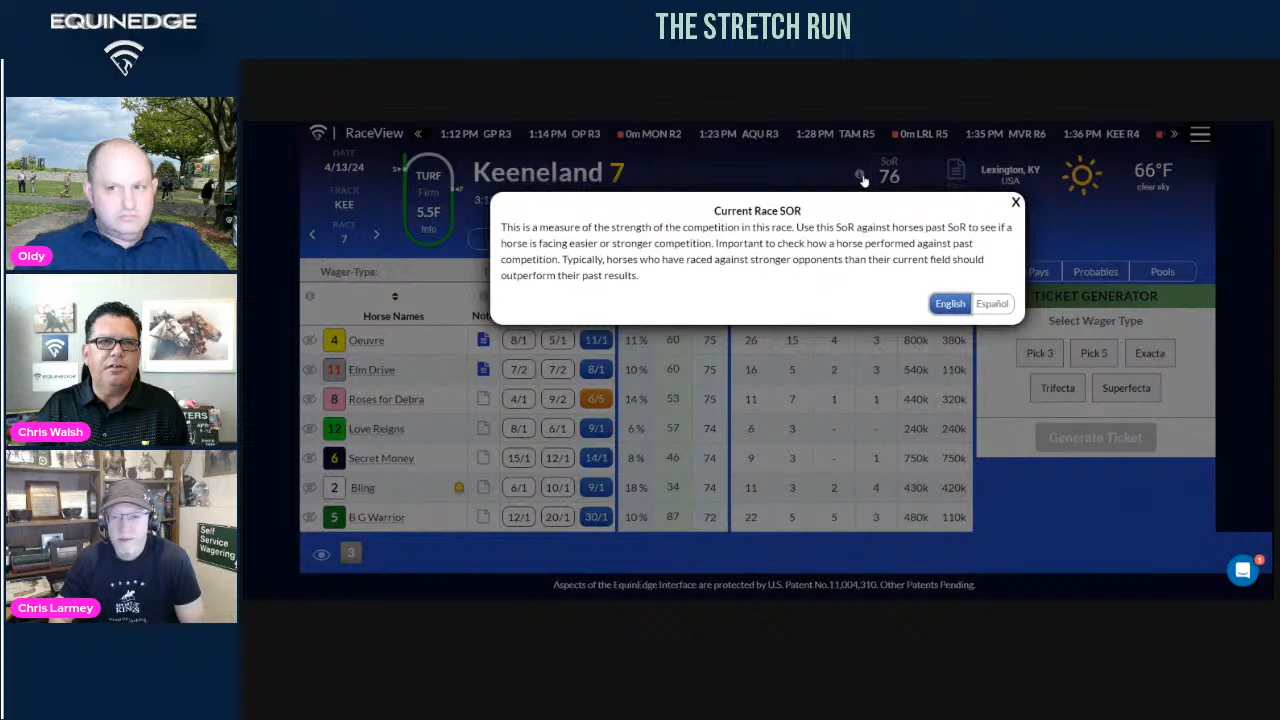 EQUINEDGE
THE STRETCH RUN
RaceView « 1:12 PM GP R3 1:14 PM OP R3 0m MON R2 1:23 PM AQU R3 1:28 PM TAM R5 0m LRL R5 1:35 PM MVR R6 1:36 PM KEE R4 »
DATE
4/13/24
TRACK
KEE
RACE
7
TURF
Firm
5.5F
Info
Keeneland 7
SoR
76
Lexington, KY
USA
66°F
clear sky
Current Race SOR
X
This is a measure of the strength of the competition in this race. Use this SoR against horses past SoR to see if a
horse is facing easier or stronger competition. Important to check how a horse performed against past
competition. Typically, horses who have raced against stronger opponents than their current field should
outperform their past results.
English Español
Wager-Type:
Pays Probables Pools
Horse Names
TICKET GENERATOR
Select Wager Type
Pick 3 Pick 5 Exacta
Trifecta Superfecta
Generate Ticket
4 Oeuvre 8/1 5/1 11/1 11% 60 75 26 15 4 3 800k 380k
11 Elm Drive 7/2 7/2 8/1 10% 60 75 16 5 2 3 540k 110k
8 Roses for Debra 4/1 9/2 6/5 14% 53 75 11 7 1 1 440k 320k
12 Love Reigns 8/1 6/1 9/1 6% 57 74 6 3 - - 240k 240k
6 Secret Money 15/1 12/1 14/1 8% 46 74 9 3 - 1 750k 750k
2 Bling 6/1 10/1 9/1 18% 34 74 11 3 2 4 430k 420k
5 B G Warrior 12/1 20/1 30/1 10% 87 72 22 5 5 3 480k 110k
3
1
Aspects of the EquinEdge Interface are protected by U.S. Patent No.11,004,310. Other Patents Pending.
Oldy
EQUINEDGE
Chris Walsh
Self
Service
Wagering
KINGS
Chris Larmey